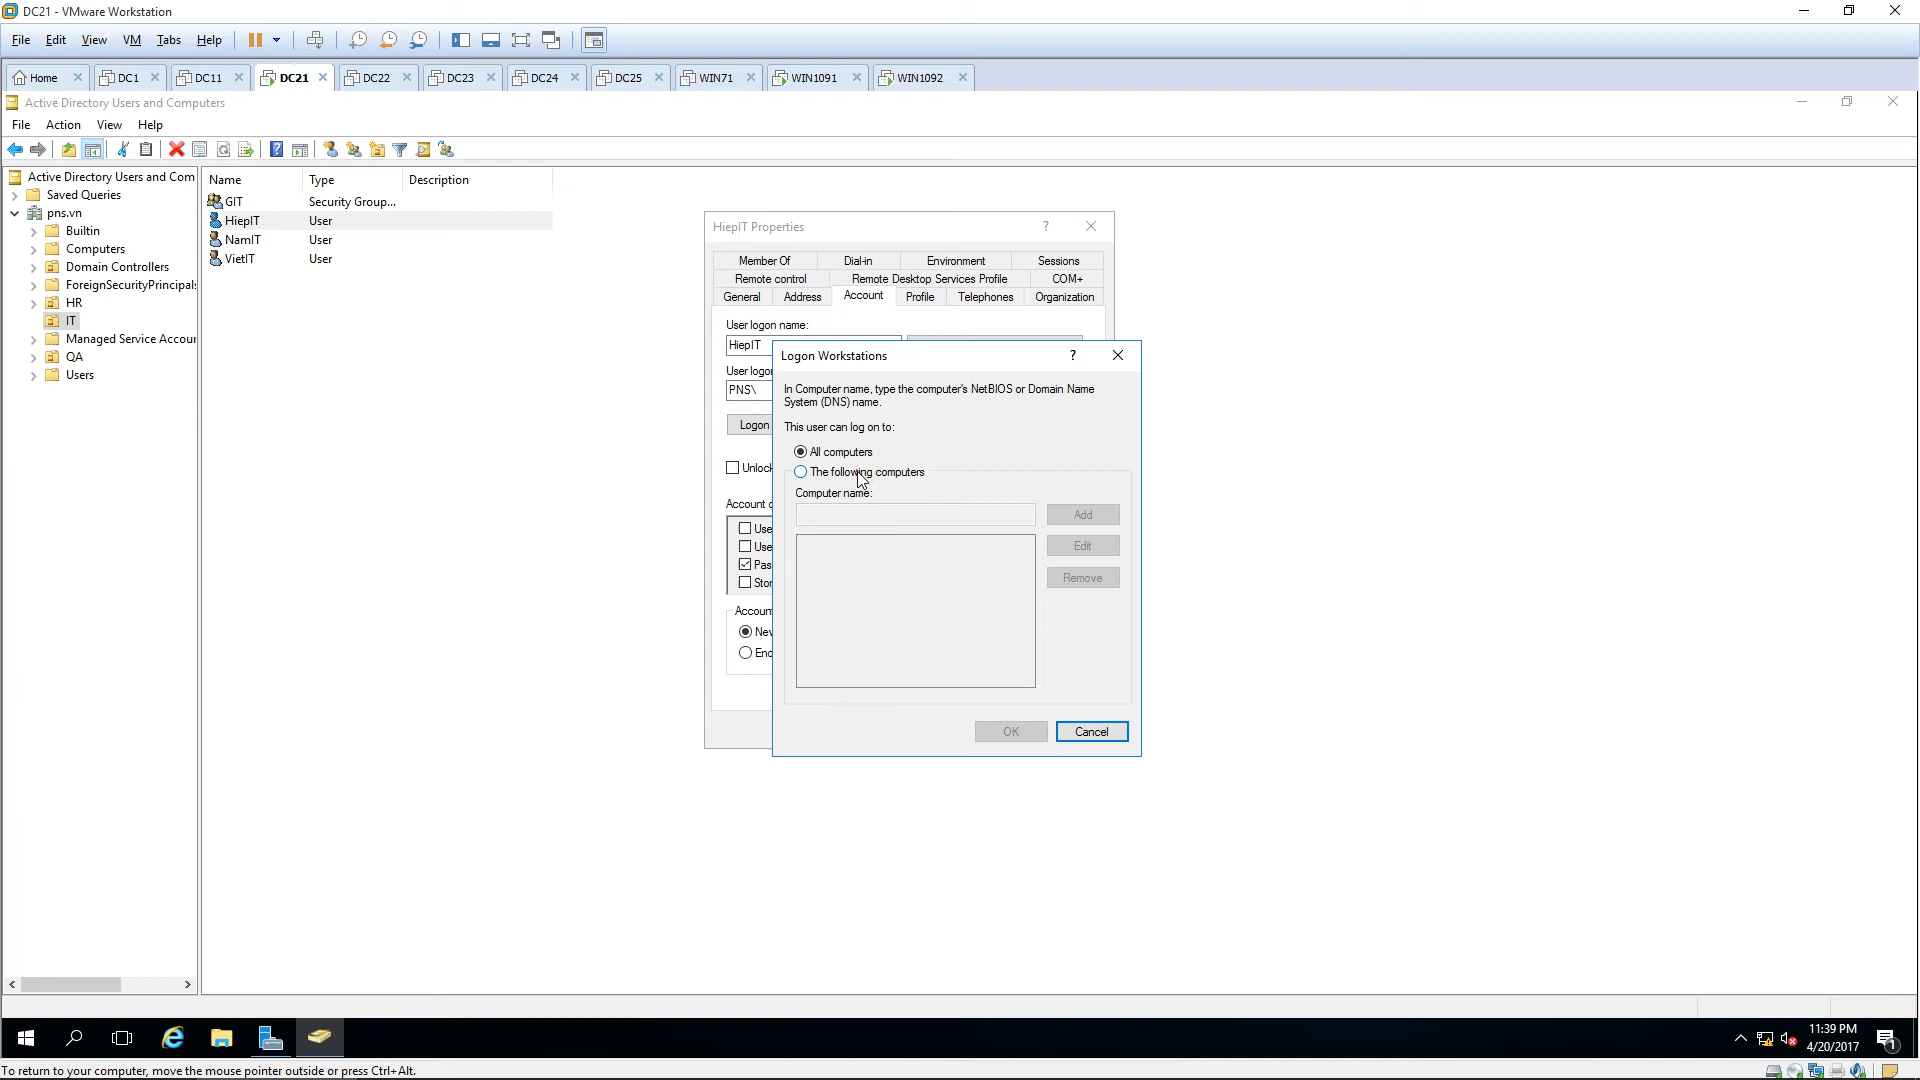 DC21 - VMware Workstation
File Edit View VM Tabs Help
Home DC1 DC11 DC21 DC22 DC23 DC24 DC25 WIN71 WIN1091 WIN1092
Active Directory Users and Computers
File Action View Help
Active Directory Users and Com
Saved Queries
pns.vn
Builtin
Computers
Domain Controllers
ForeignSecurityPrincipals
HR
IT
Managed Service Accour
QA
Users
Name Type Description
GIT Security Group...
HiepIT User
NamIT User
VietIT User
HiepIT Properties ?
Member Of Dial-in Environment Sessions
Remote control Remote Desktop Services Profile COM+
General Address Account Profile Telephones Organization
User logon name:
HiepIT
User logon
PNS\
Logon
Unlock
Account o
Use
Use
Pas
Stor
Accoun
Nev
End
Logon Workstations ?
In Computer name, type the computer's NetBIOS or Domain Name
System (DNS) name.
This user can log on to:
All computers
The following computers
Computer name:
Add
Edit
Remove
OK Cancel
11:39 PM
4/20/2017
1
To return to your computer, move the mouse pointer outside or press Ctrl+Alt.